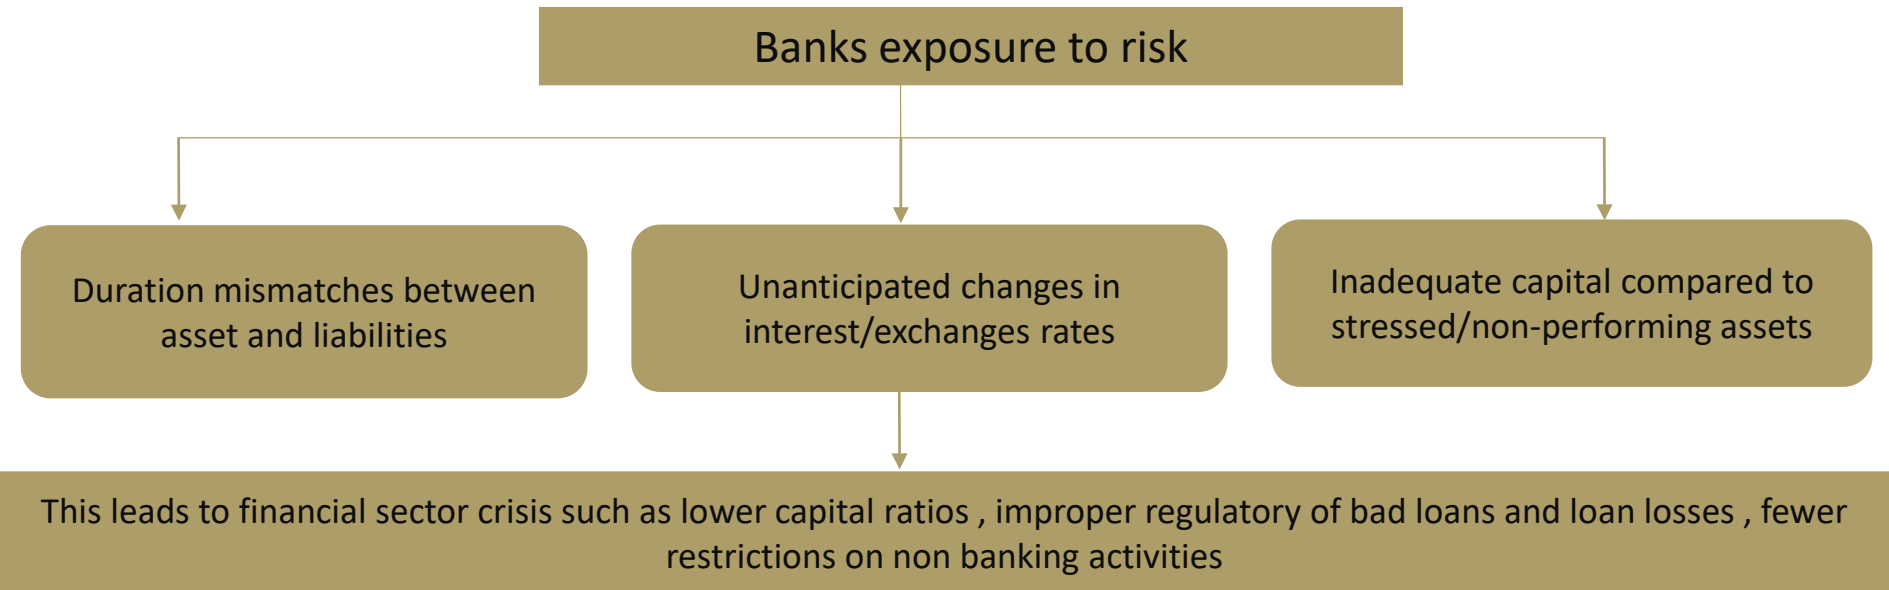 Banks exposure to risk
Duration mismatches between
asset and liabilities
Unanticipated changes in
interest/exchanges rates
Inadequate capital compared to
stressed/non-performing assets
This leads to financial sector crisis such as lower capital ratios , improper regulatory of bad loans and loan losses , fewer
restrictions on non banking activities